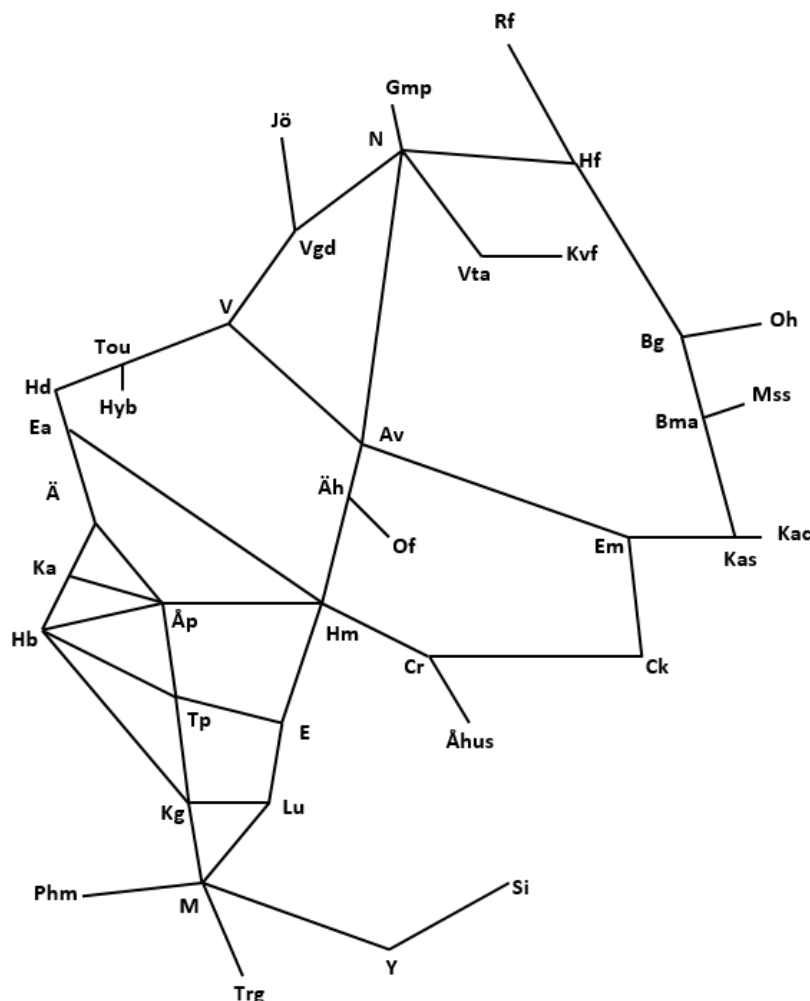 Rf
Gmp
Jö
N
Hf
Vgd
Vta
Kvf
V
Oh
Bg
Tou
Hd
Hyb
Mss
Ea
Bma
Av
Äh
Ä
Of
Em
Kas
Kac
Ka
Åp
Hb
Hm
Cr
Ck
Tp
E
Åhus
Kg
Lu
Phm
M
Si
Y
Trg